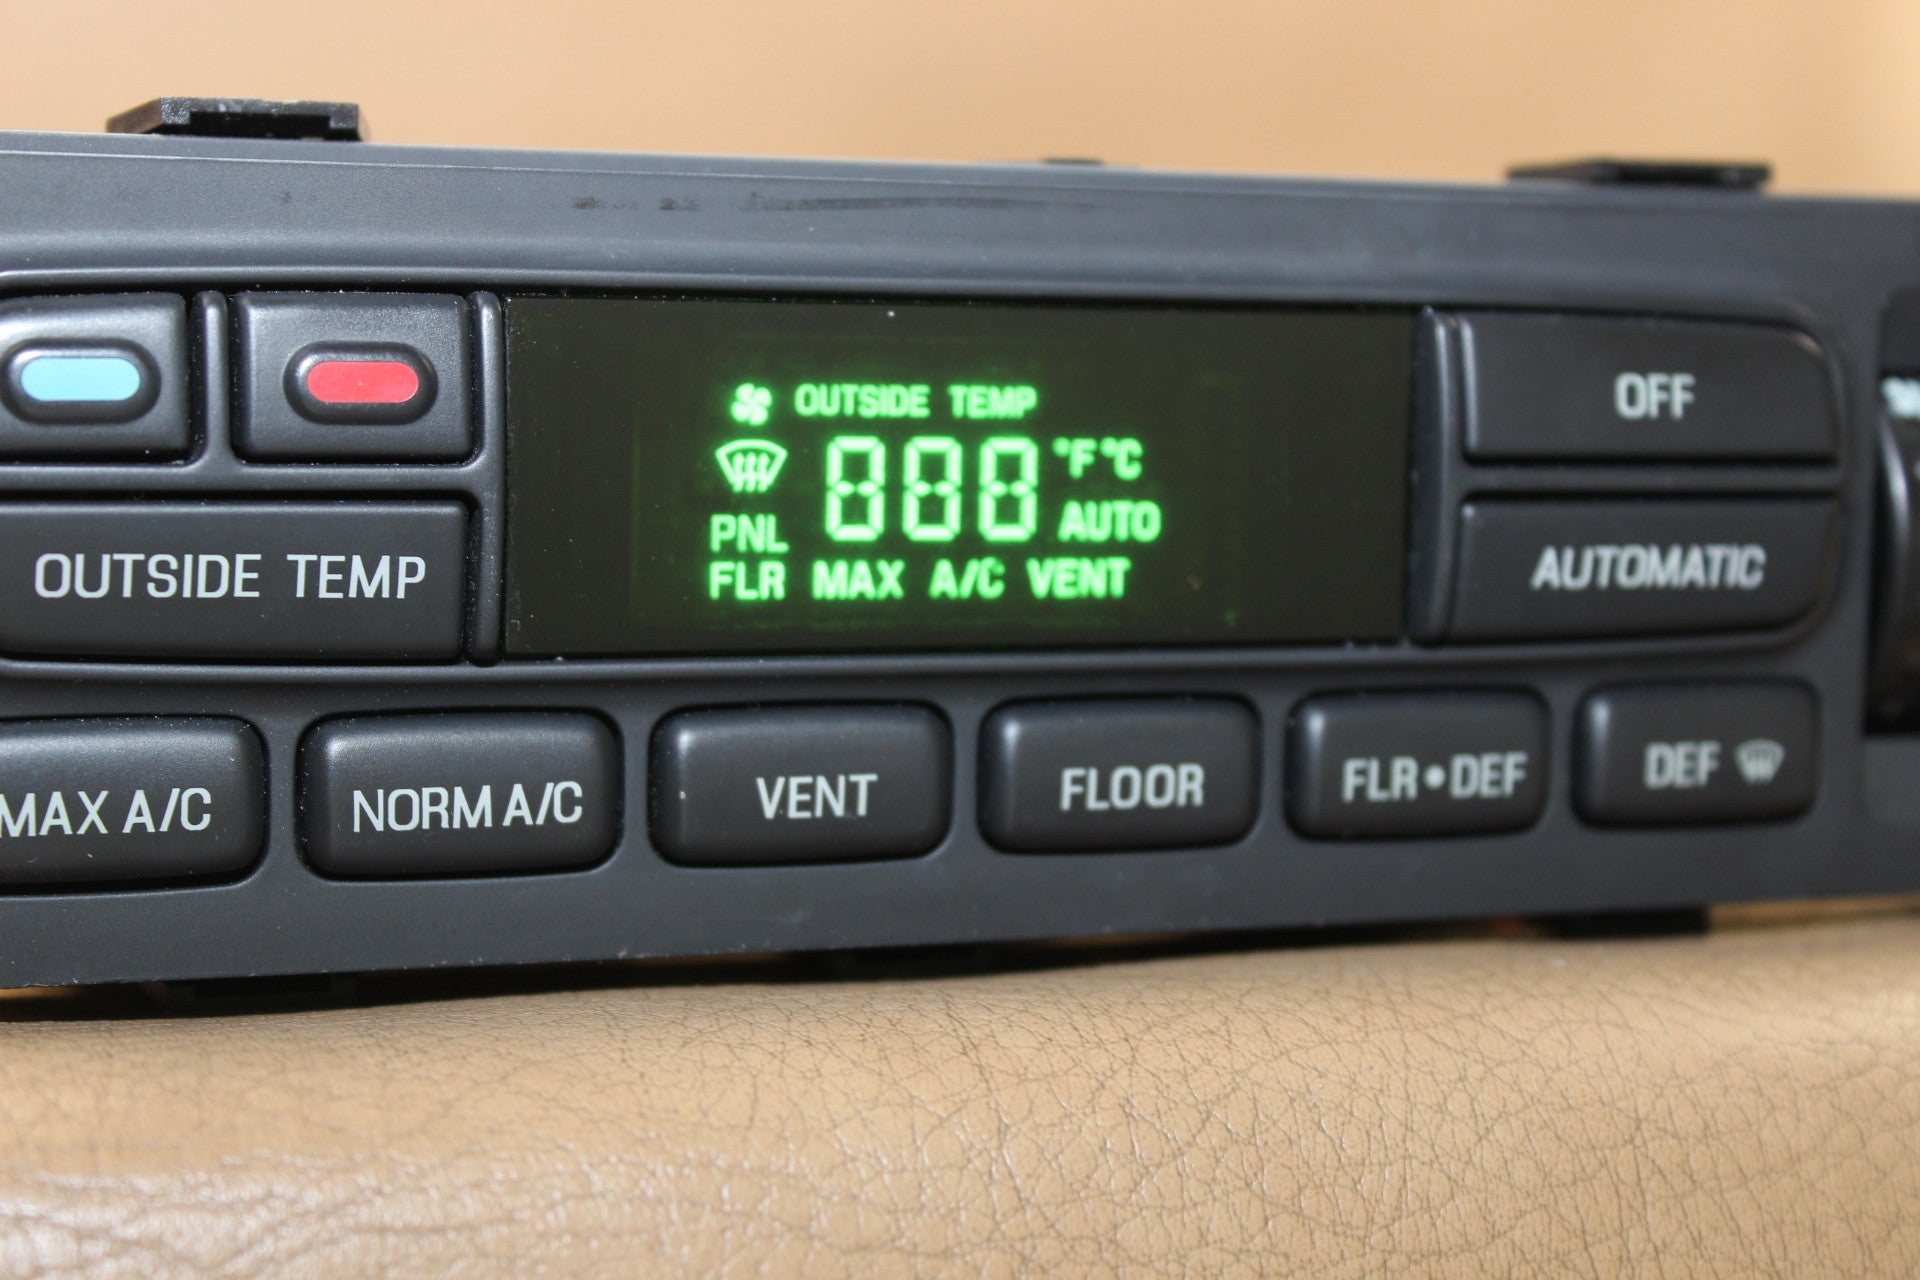 OUTSIDE TEMP
888 °F °C
PNL
AUTO
FLR MAX A/C VENT
OUTSIDE TEMP
OFF
AUTOMATIC
MAX A/C
NORM A/C
VENT
FLOOR
FLR•DEF
DEF